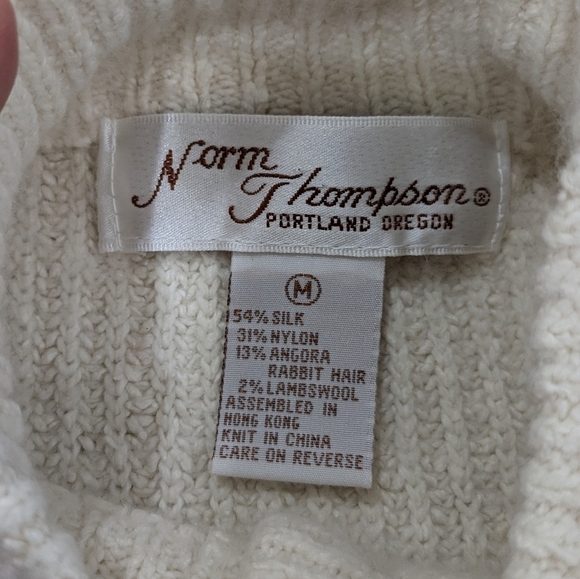 Norm
Thompson®
PORTLAND OREGON
M
54% SILK
31% NYLON
13% ANGORA
RABBIT HAIR
2% LAMBSWOOL
ASSEMBLED IN
HONG KONG
KNIT IN CHINA
CARE ON REVERSE